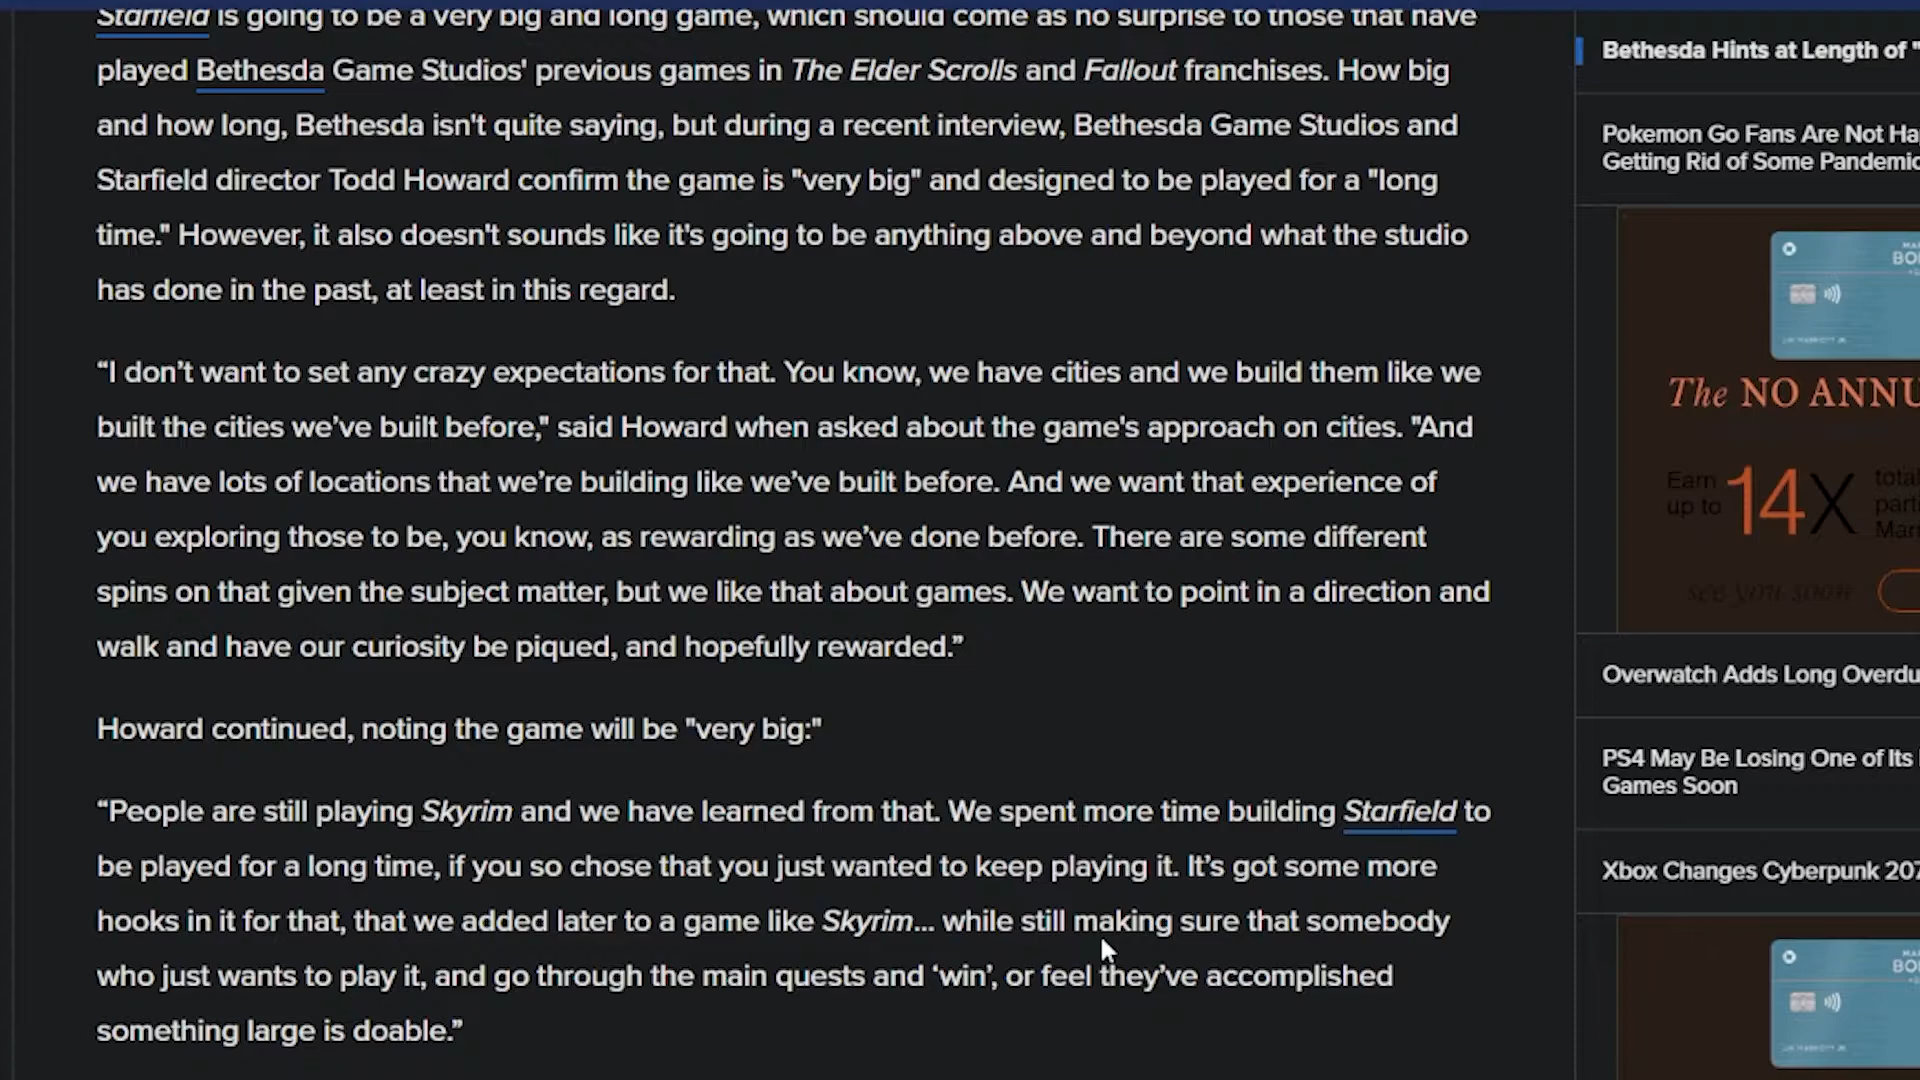 Starfield is going to be a very big and long game, which should come as no surprise to those that have
played Bethesda Game Studios' previous games in The Elder Scrolls and Fallout franchises. How big
and how long, Bethesda isn't quite saying, but during a recent interview, Bethesda Game Studios and
Starfield director Todd Howard confirm the game is "very big" and designed to be played for a "long
time." However, it also doesn't sounds like it's going to be anything above and beyond what the studio
has done in the past, at least in this regard.
“I don’t want to set any crazy expectations for that. You know, we have cities and we build them like we
built the cities we’ve built before," said Howard when asked about the game's approach on cities. "And
we have lots of locations that we’re building like we’ve built before. And we want that experience of
you exploring those to be, you know, as rewarding as we’ve done before. There are some different
spins on that given the subject matter, but we like that about games. We want to point in a direction and
walk and have our curiosity be piqued, and hopefully rewarded.”
Howard continued, noting the game will be "very big:"
“People are still playing Skyrim and we have learned from that. We spent more time building Starfield to
be played for a long time, if you so chose that you just wanted to keep playing it. It’s got some more
hooks in it for that, that we added later to a game like Skyrim... while still making sure that somebody
who just wants to play it, and go through the main quests and ‘win’, or feel they’ve accomplished
something large is doable.”
Bethesda Hints at Length of "
Pokemon Go Fans Are Not Ha
Getting Rid of Some Pandemic
BO
The NO ANNU
Earn
up to 14X
total
part
Marr
see you soon
Overwatch Adds Long Overdu
PS4 May Be Losing One of Its
Games Soon
Xbox Changes Cyberpunk 207
BO